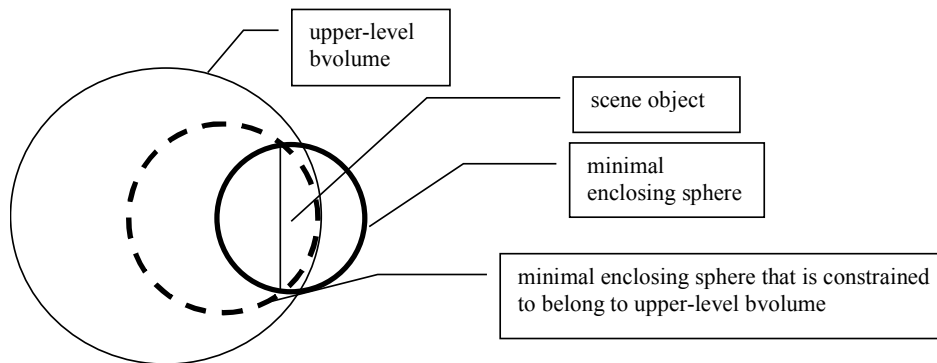 upper-level
bvolume
scene object
minimal
enclosing sphere
minimal enclosing sphere that is constrained
to belong to upper-level bvolume